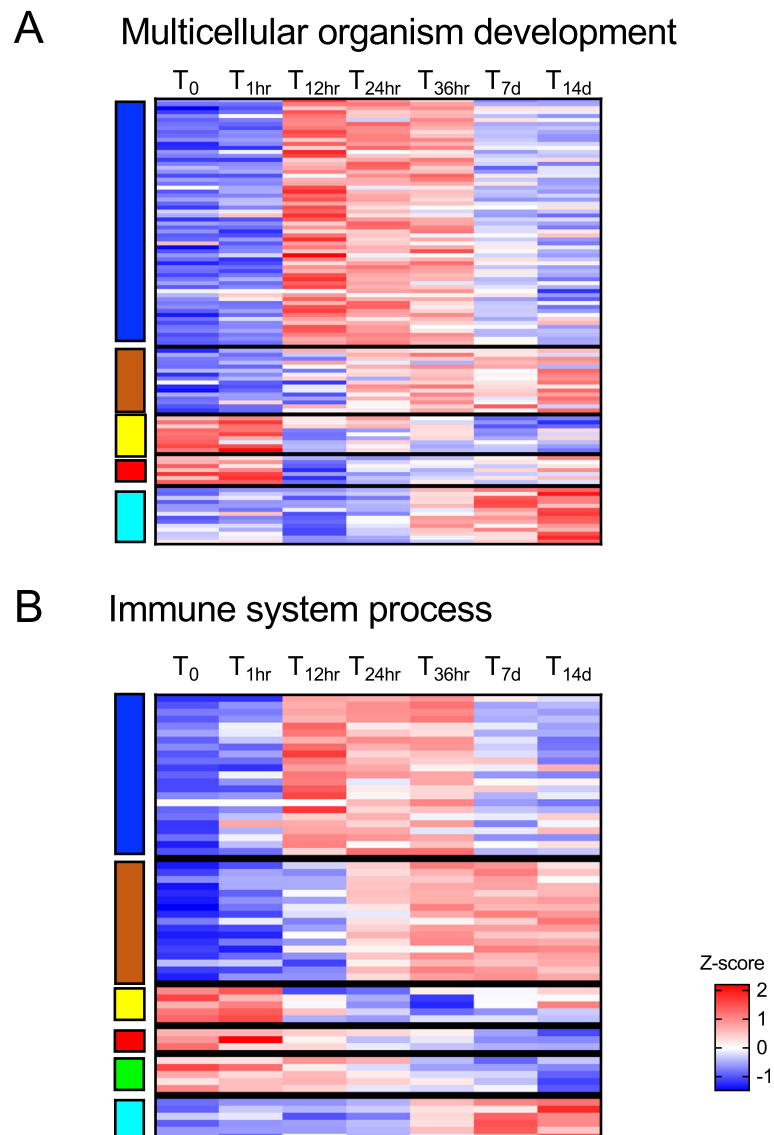 A Multicellular organism development
T0 T1hr T12hr T24hr T36hr T7d T14d
B Immune system process
T0 T1hr T12hr T24hr T36hr T7d T14d
Z-score
2
1
0
-1